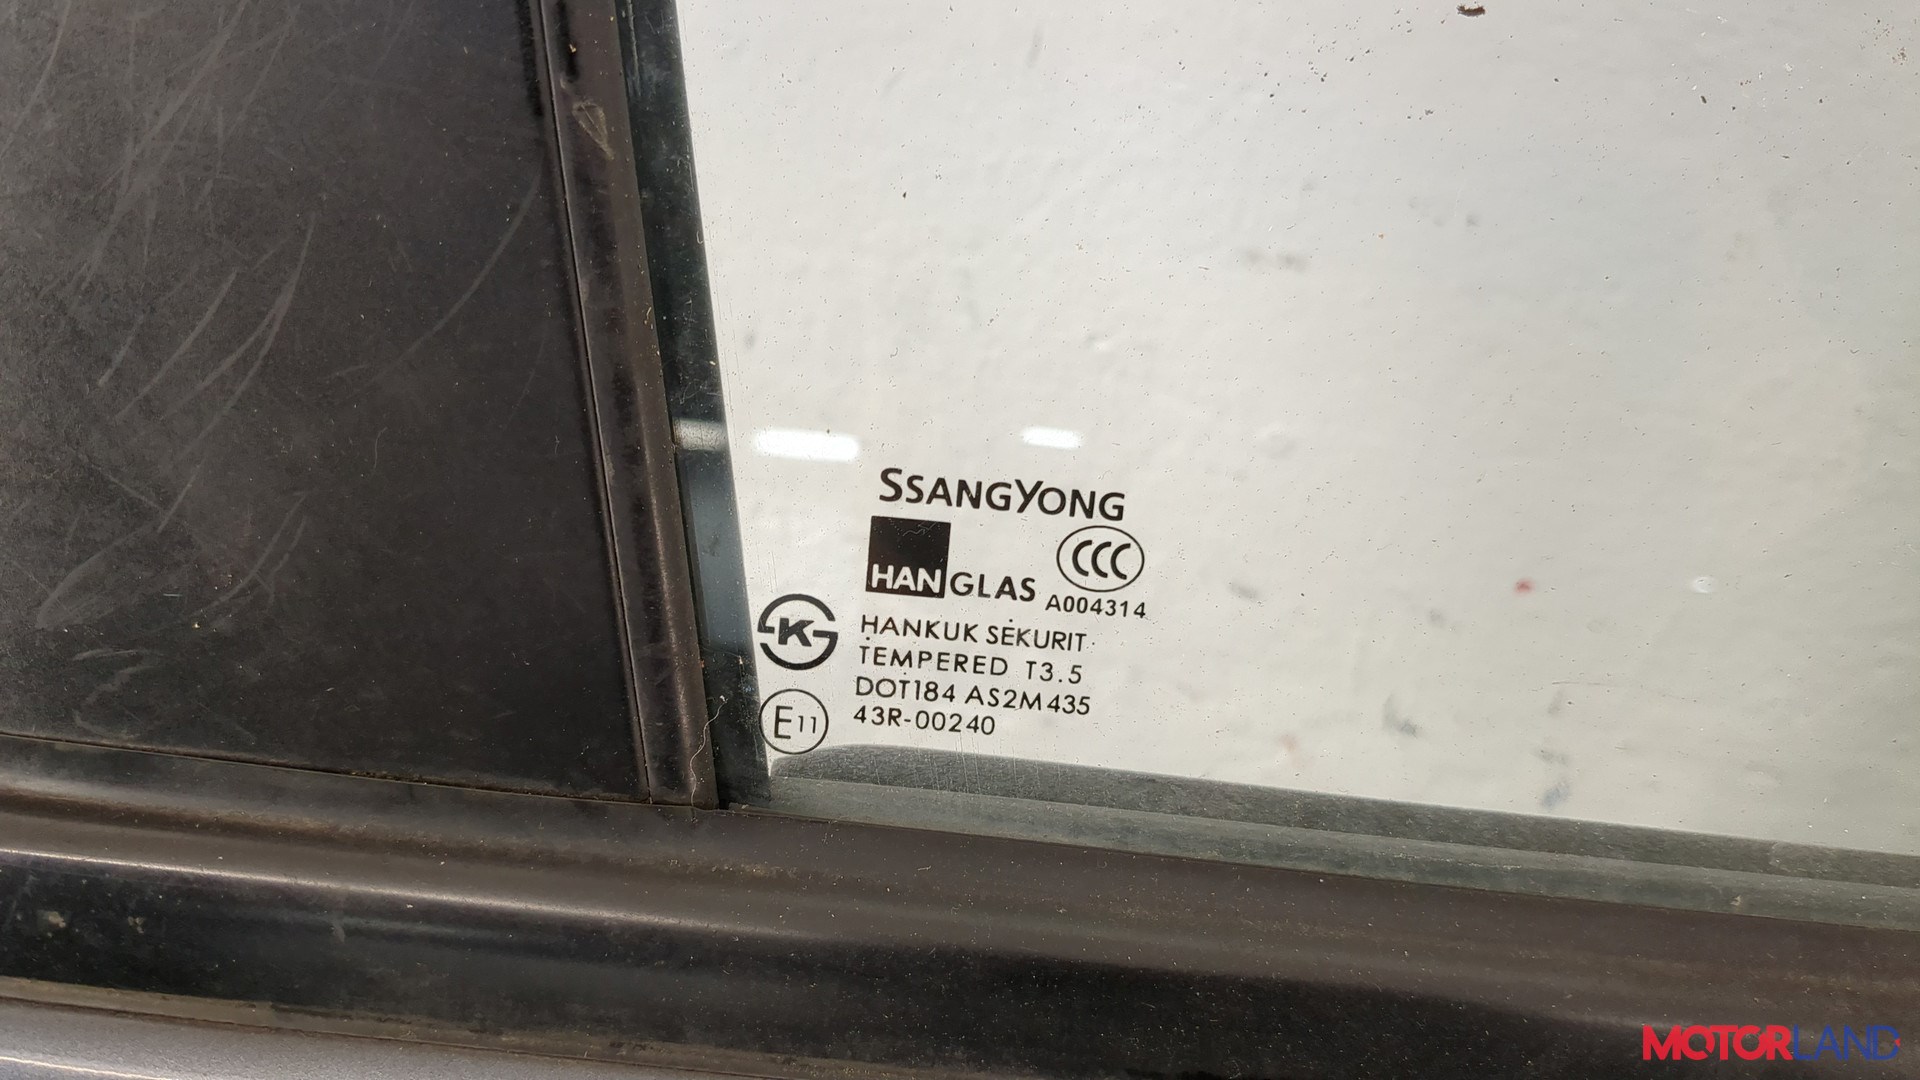 SSANGYONG
HANGLAS
CCC
A004314
K
HANKUK SEKURIT
TEMPERED T3.5
DOT184 AS2M435
E11
43R-00240
MOTORLAND